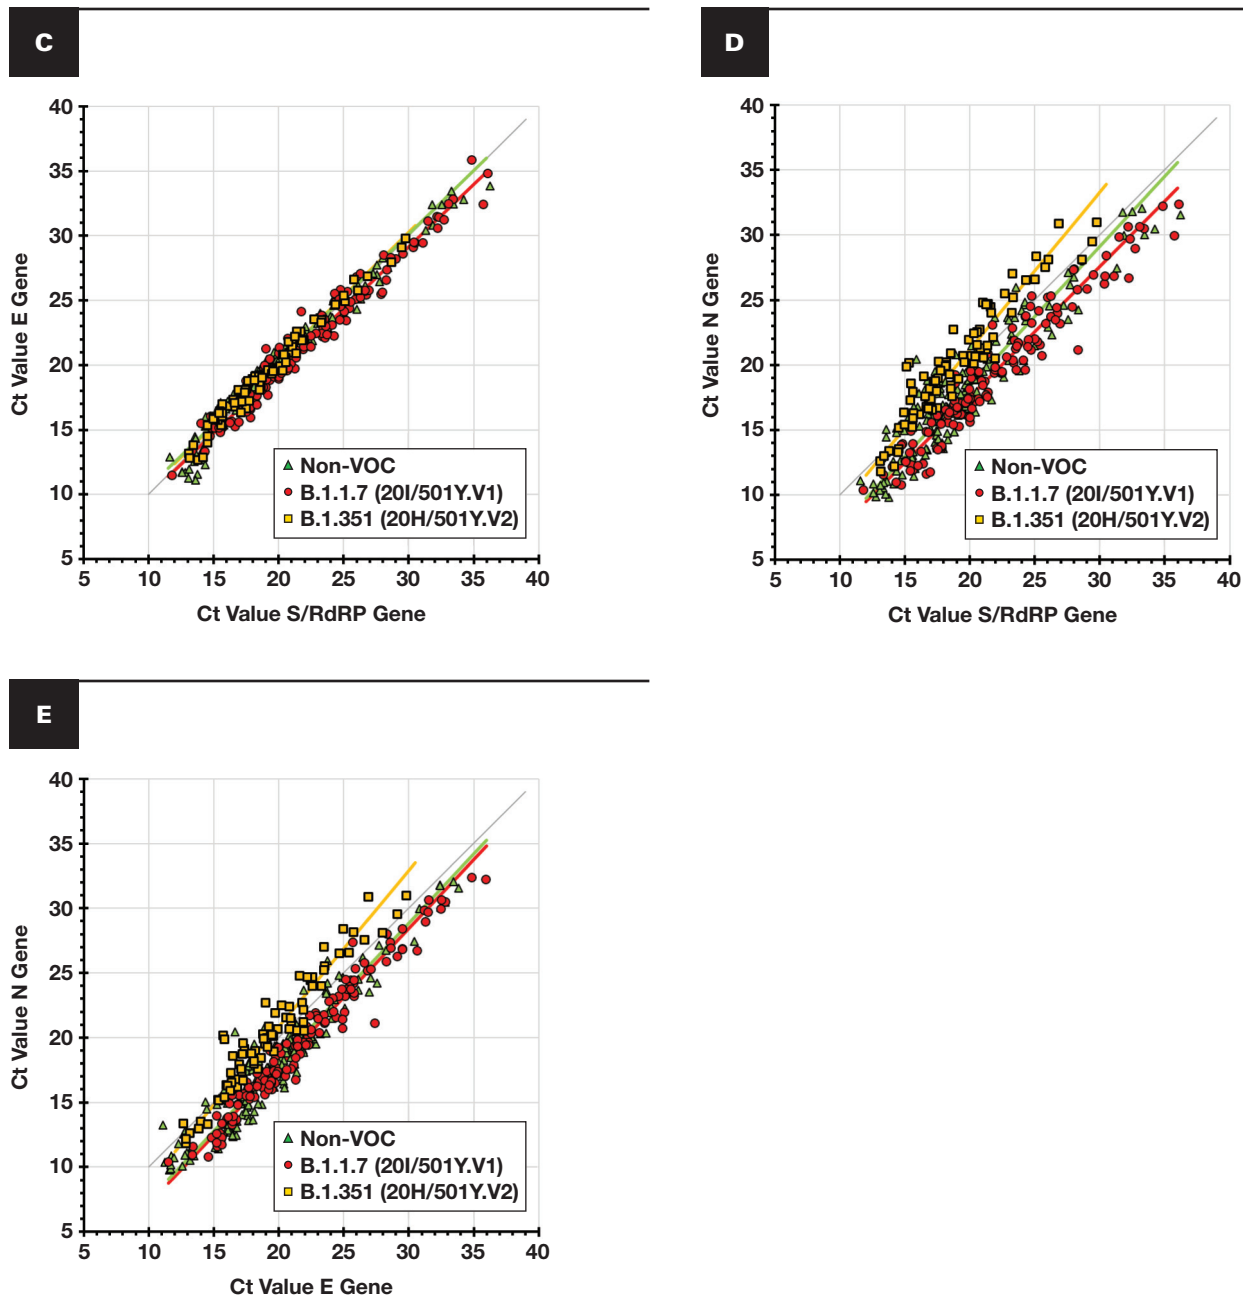 C
40
35
30
25
20
15
10
5
5 10 15 20 25 30 35 40
Ct Value E Gene
Ct Value S/RdRP Gene
Non-VOC
B.1.1.7 (20I/501Y.V1)
B.1.351 (20H/501Y.V2)
D
40
35
30
25
20
15
10
5
5 10 15 20 25 30 35 40
Ct Value N Gene
Ct Value S/RdRP Gene
Non-VOC
B.1.1.7 (20I/501Y.V1)
B.1.351 (20H/501Y.V2)
E
40
35
30
25
20
15
10
5
5 10 15 20 25 30 35 40
Ct Value N Gene
Ct Value E Gene
Non-VOC
B.1.1.7 (20I/501Y.V1)
B.1.351 (20H/501Y.V2)